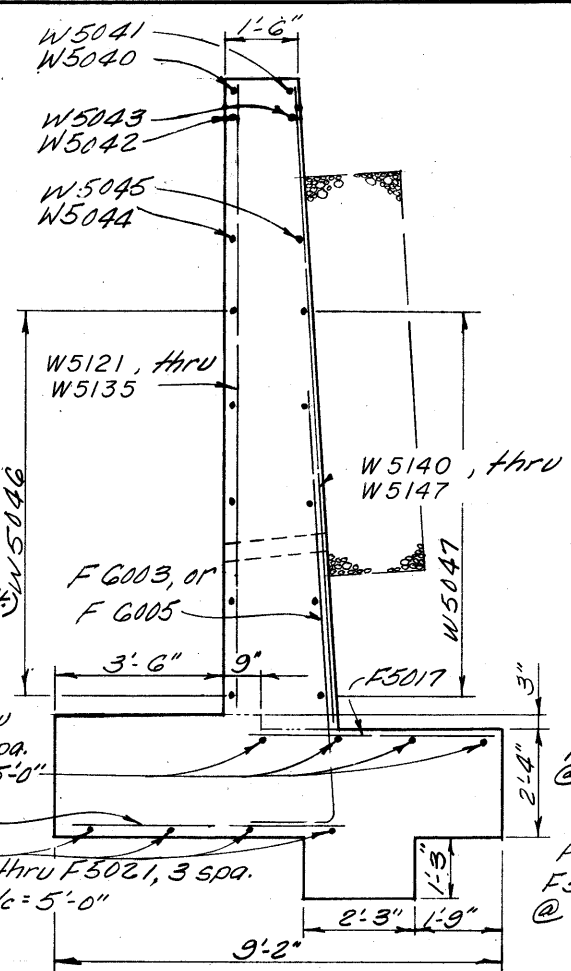 W5041
W5040
1'-6"
W5043
W5042
W5045
W5044
W5121, thru
W5135
W5140, thru
W5147
W5046
W5047
F6003, or
F6005
3'-6"
9"
F5017
3"
spa.
5'-0"
2'-4"
@
thru F5021, 3 spa.
c = 5'-0"
1'-3"
@
2'-3"
1'-9"
9'-2"